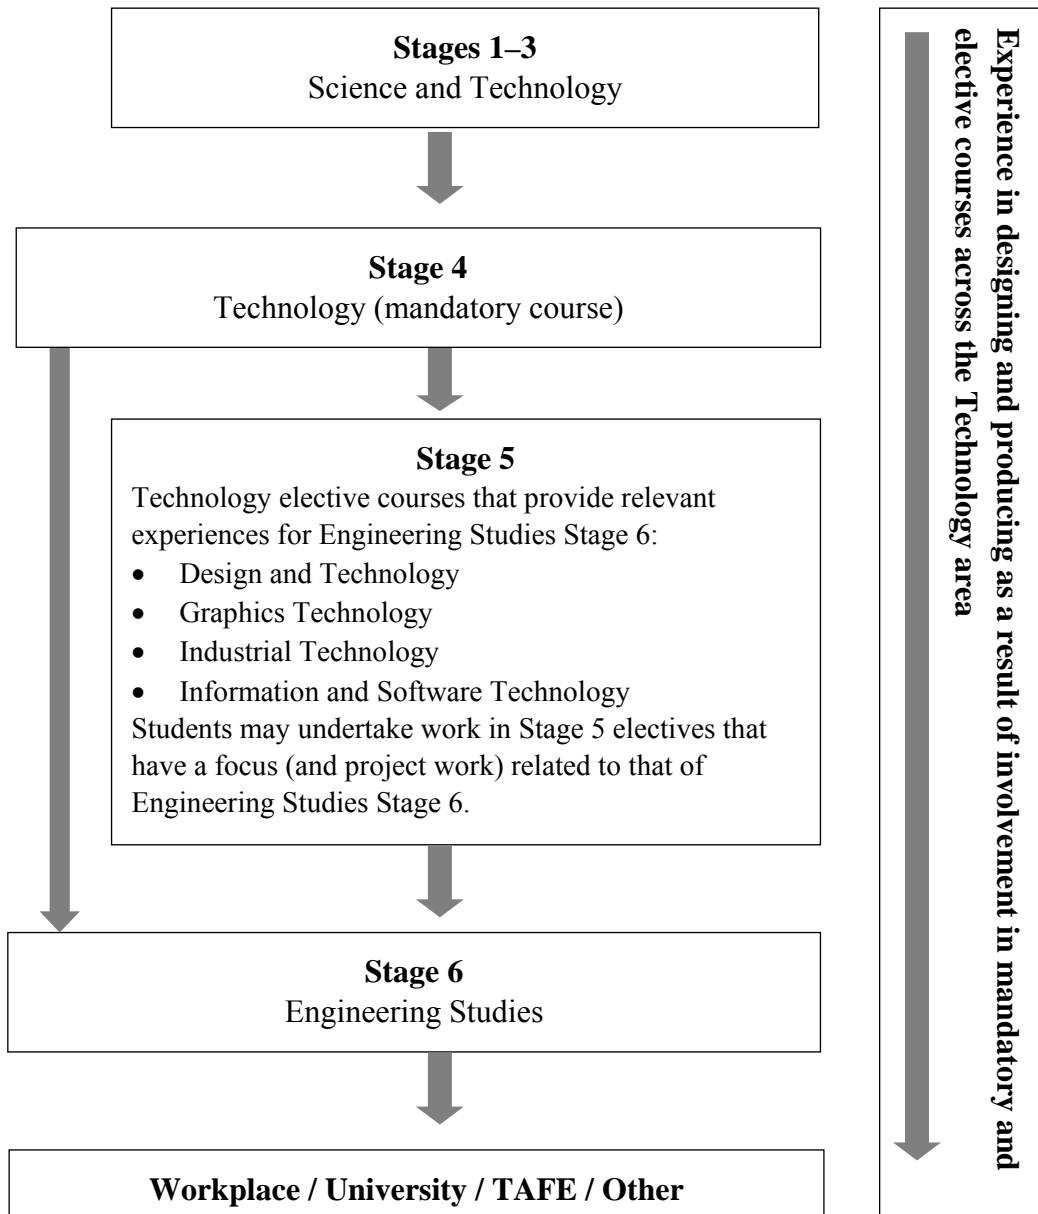 Stages 1–3
Science and Technology
Stage 4
Technology (mandatory course)
Stage 5
Technology elective courses that provide relevant
experiences for Engineering Studies Stage 6:
• Design and Technology
• Graphics Technology
• Industrial Technology
• Information and Software Technology
Students may undertake work in Stage 5 electives that
have a focus (and project work) related to that of
Engineering Studies Stage 6.
Stage 6
Engineering Studies
Workplace / University / TAFE / Other
Experience in designing and producing as a result of involvement in mandatory and
elective courses across the Technology area